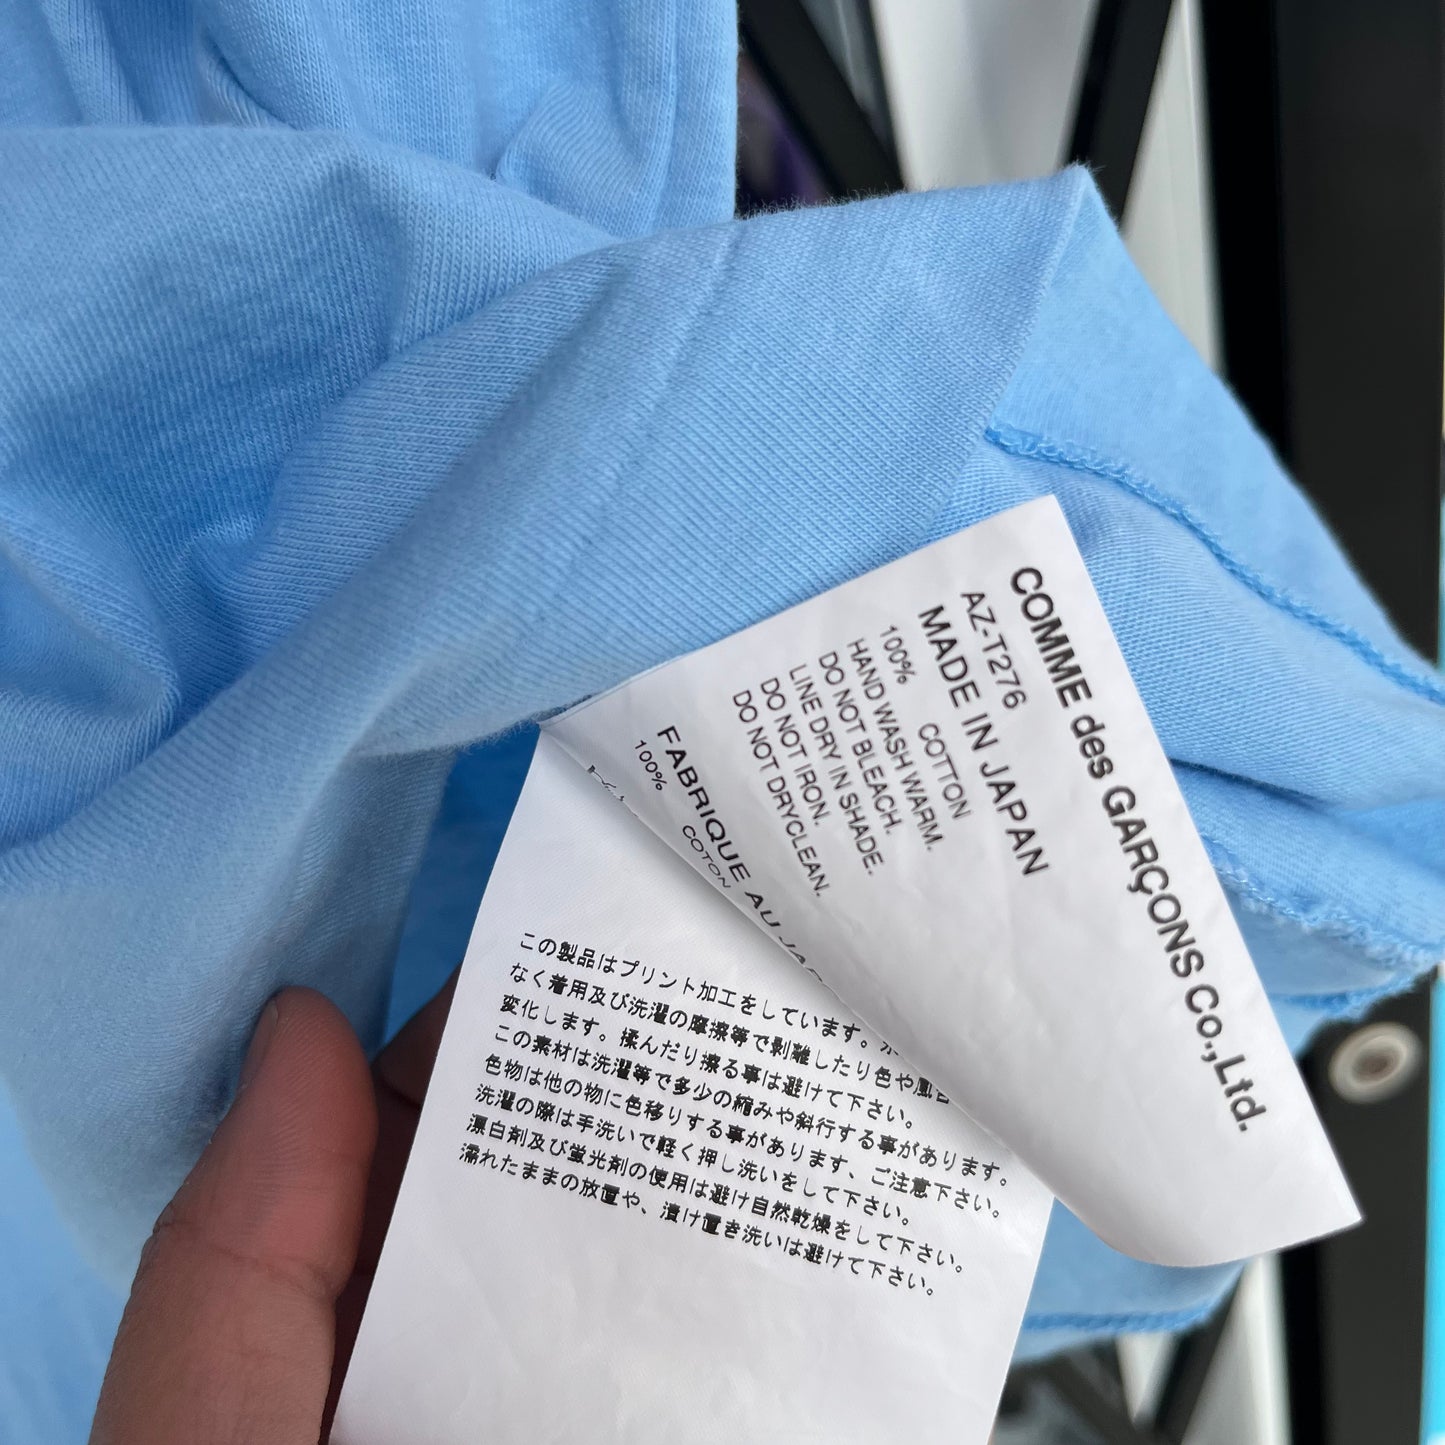 COMME des GARÇONS Co.,Ltd.
AZ-T276
MADE IN JAPAN
100% COTTON
HAND WASH WARM.
DO NOT BLEACH.
LINE DRY IN SHADE.
DO NOT IRON.
DO NOT DRYCLEAN.
FABRIQUE AU
100% COTON
この製品はプリント加工をしています。
なく着用及び洗濯の摩擦等で剥離したり色や風合
変化します。揉んだり擦る事は避けて下さい。
この素材は洗濯等で多少の縮みや斜行する事があります。
色物は他の物に色移りする事があります、ご注意下さい。
洗濯の際は手洗いで軽く押し洗いをして下さい。
漂白剤及び蛍光剤の使用は避け自然乾燥をして下さい。
濡れたままの放置や、漬け置き洗いは避けて下さい。